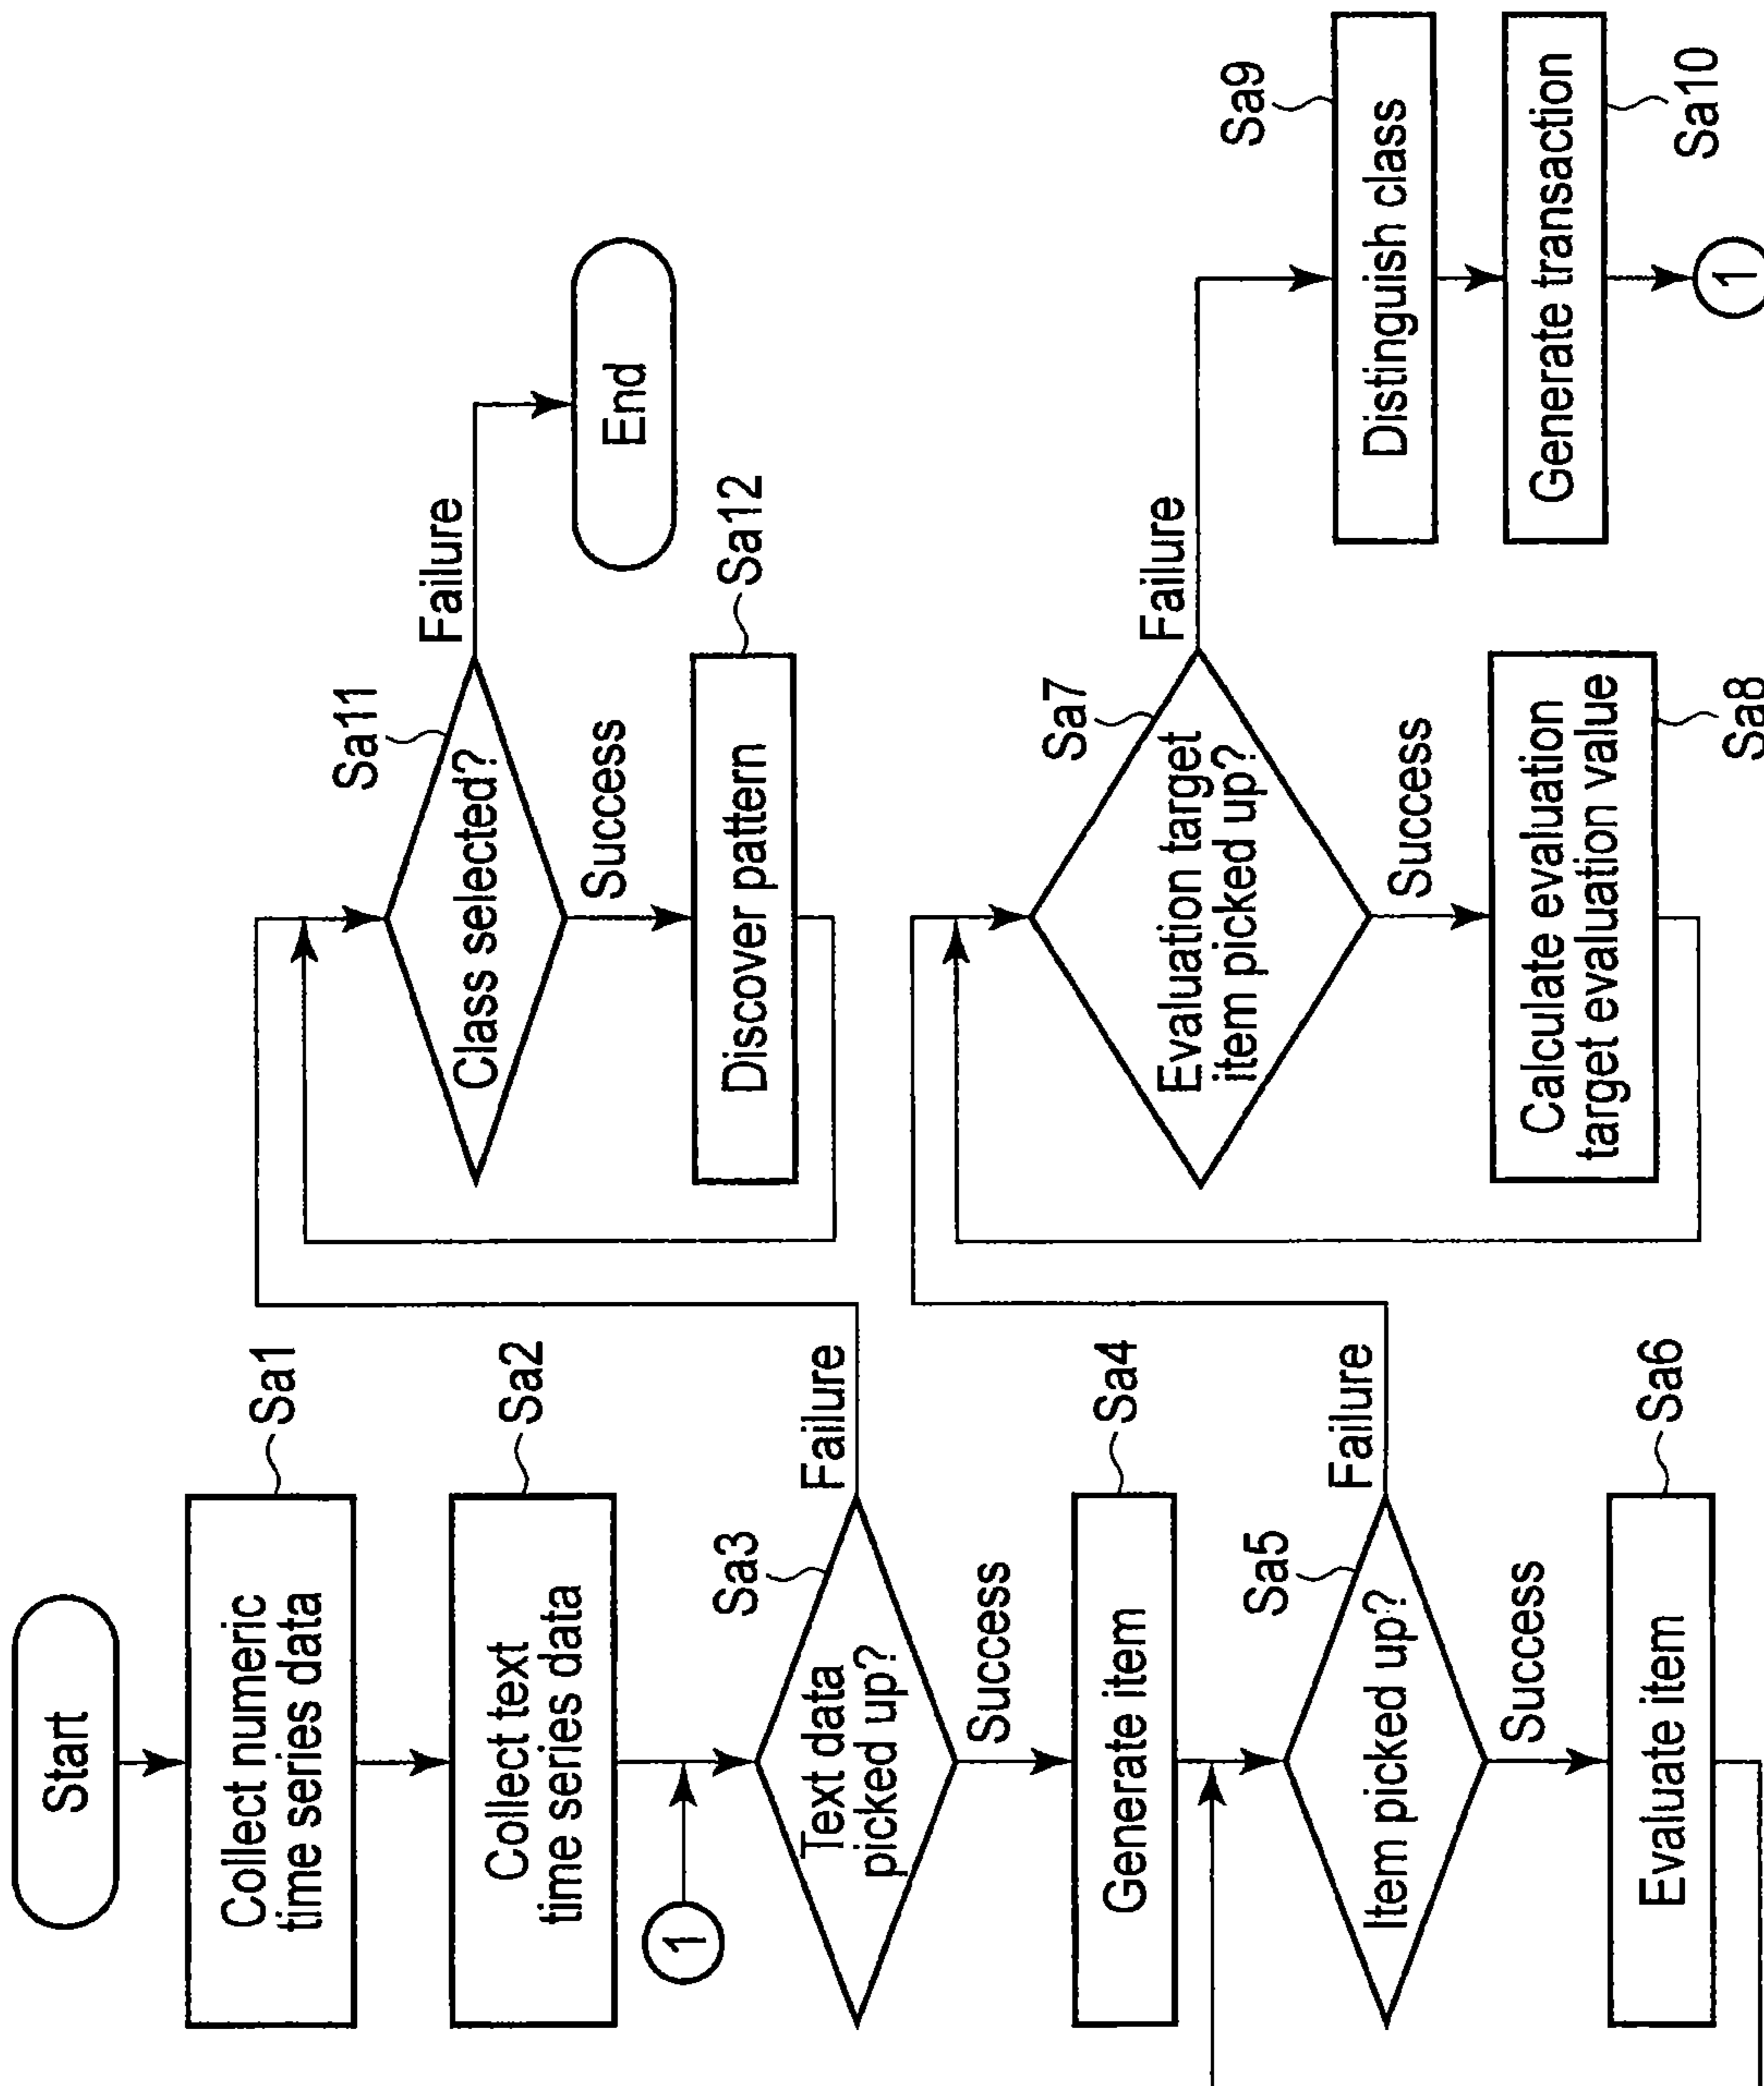 Start
Collect numeric
time series data
Sa1
Collect text
time series data
Sa2
1
Text data
picked up?
Sa3
Failure
Success
Generate item
Sa4
Item picked up?
Sa5
Failure
Success
Evaluate item
Sa6
Class selected?
Sa11
Failure
End
Success
Discover pattern
Sa12
Evaluation target
item picked up?
Sa7
Failure
Success
Calculate evaluation
target evaluation value
Sa8
Distinguish class
Sa9
Generate transaction
Sa10
1